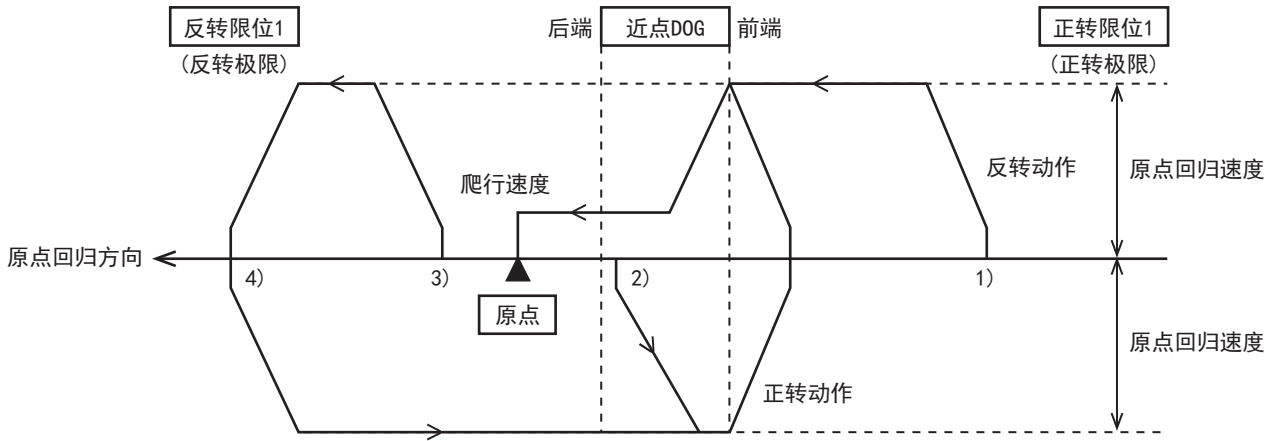 反转限位1
后端
近点DOG
前端
正转限位1
(反转极限)
(正转极限)
反转动作
原点回归速度
爬行速度
原点回归方向
4)
3)
2)
1)
原点
原点回归速度
正转动作